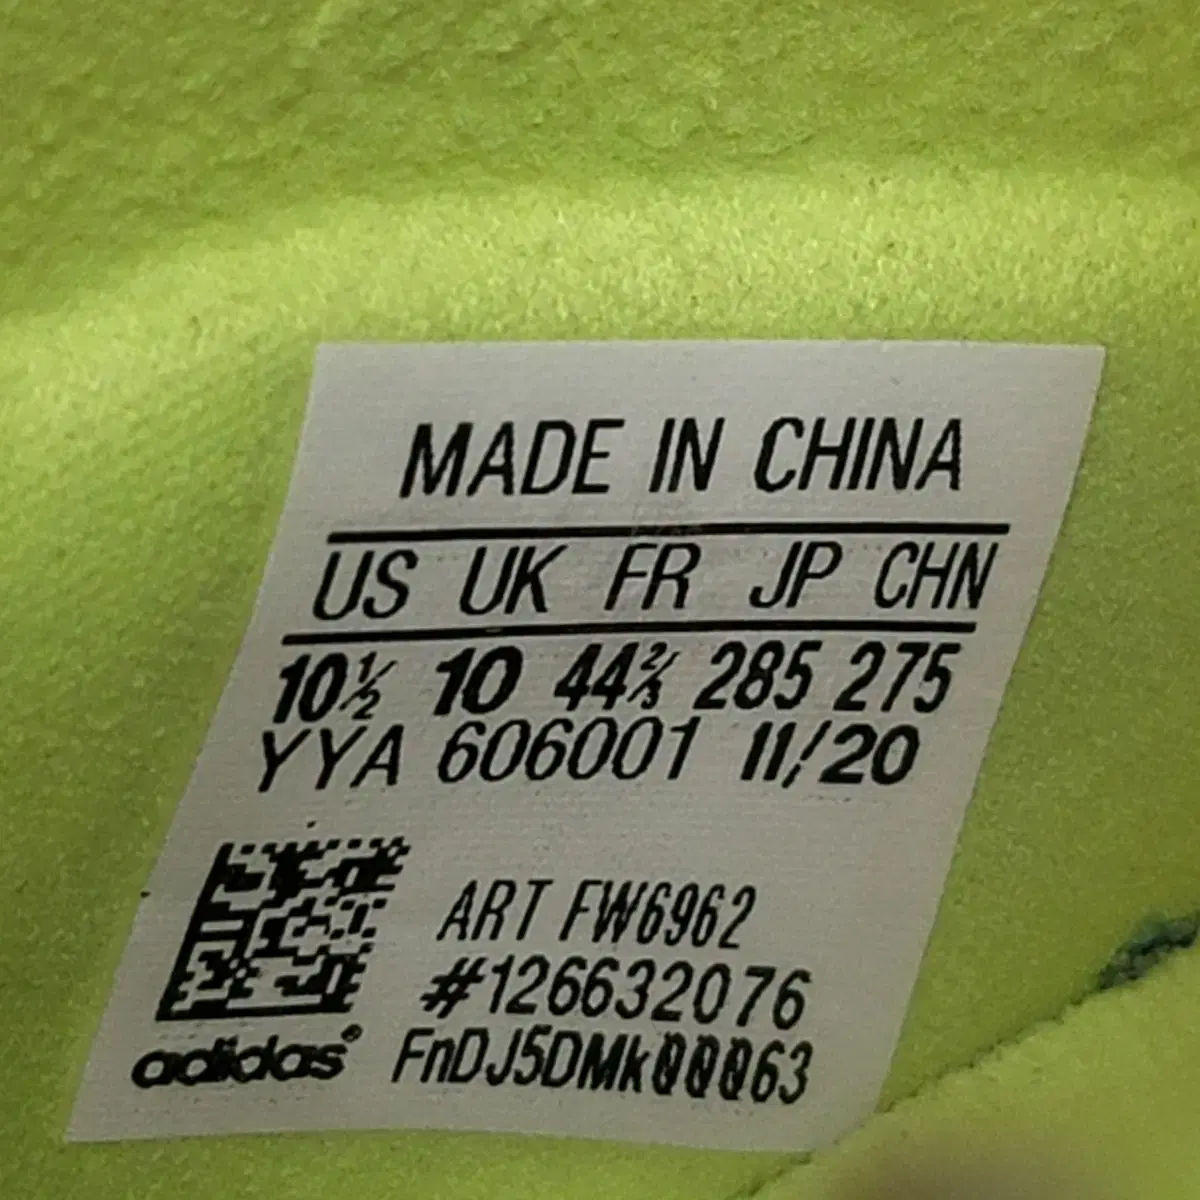 MADE IN CHINA
US UK FR JP CHN
10½ 10 44⅔ 285 275
YYA 606001 11/20
ART FW6962
#126632076
adidas® FnDJ5DMk00063